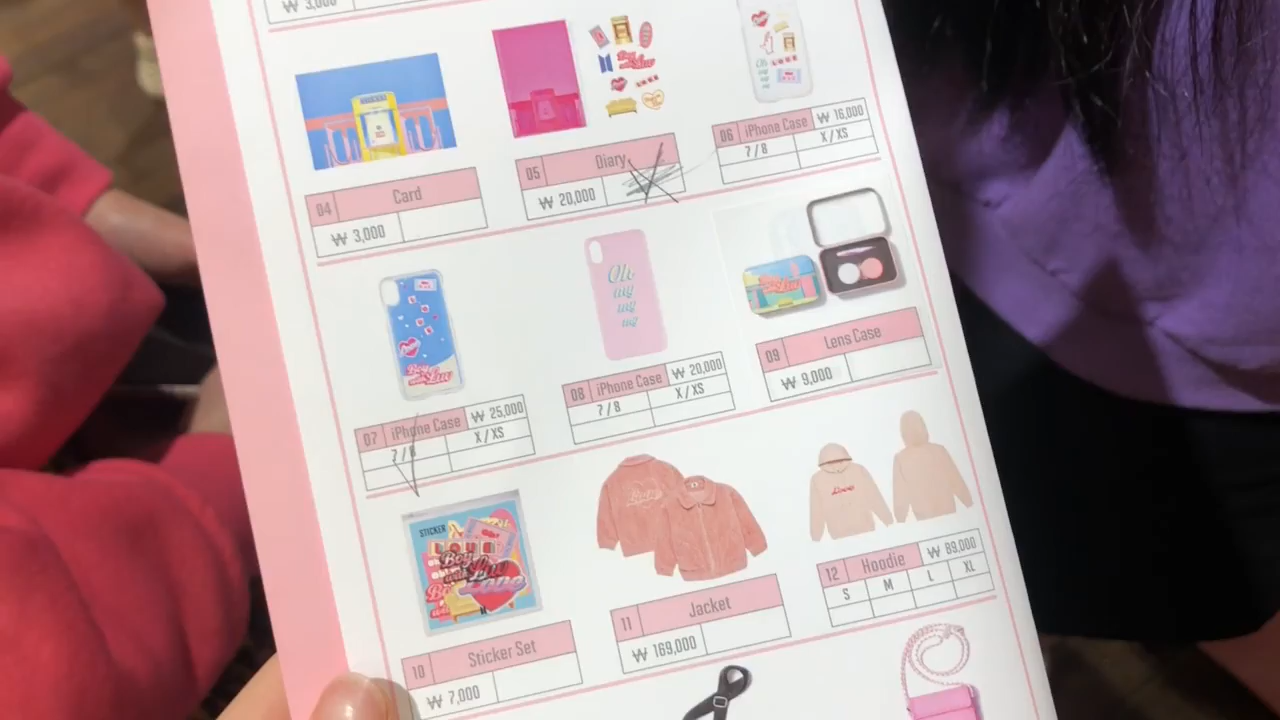 ₩ 3,000
04 Card
₩ 3,000
05 Diary
₩ 20,000
06 iPhone Case ₩ 16,000
7 / 8 X / XS
Boy
with Luv
07 iPhone Case ₩ 25,000
7 / 8 X / XS
Oh
my
my
my
08 iPhone Case ₩ 20,000
7 / 8 X / XS
09 Lens Case
₩ 9,000
STICKER
Boy
with Luv
10 Sticker Set
₩ 7,000
11 Jacket
₩ 169,000
Love
12 Hoodie ₩ 89,000
S M L XL